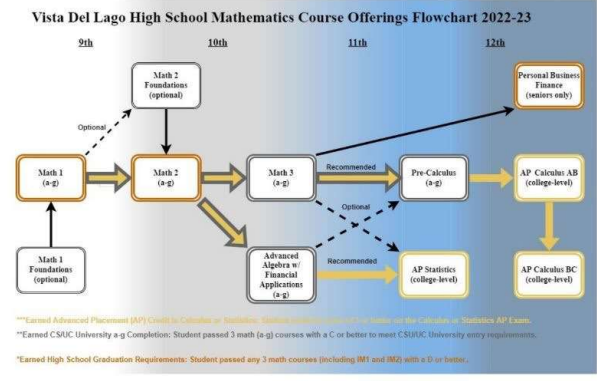 Vista Del Lago High School Mathematics Course Offerings Flowchart 2022-23
9th
10th
11th
12th
Math 2
Foundations
(optional)
Personal Business
Finance
(seniors only)
Optional
Math 1
(a-g)
Math 2
(a-g)
Math 3
(a-g)
Recommended
Pre-Calculus
(a-g)
AP Calculus AB
(college-level)
Optional
Math 1
Foundations
(optional)
Advanced
Algebra w/
Financial
Applications
(a-g)
Recommended
AP Statistics
(college-level)
AP Calculus BC
(college-level)
***Earned Advanced Placement (AP) Credit in Calculus or Statistics: or better on the Calculus or Statistics AP Exam.
**Earned CS/UC University a-g Completion: Student passed 3 math (a-g) courses with a C or better to meet CSU/UC University entry requirements.
*Earned High School Graduation Requirements: Student passed any 3 math courses (including IM1 and IM2) with a D or better..